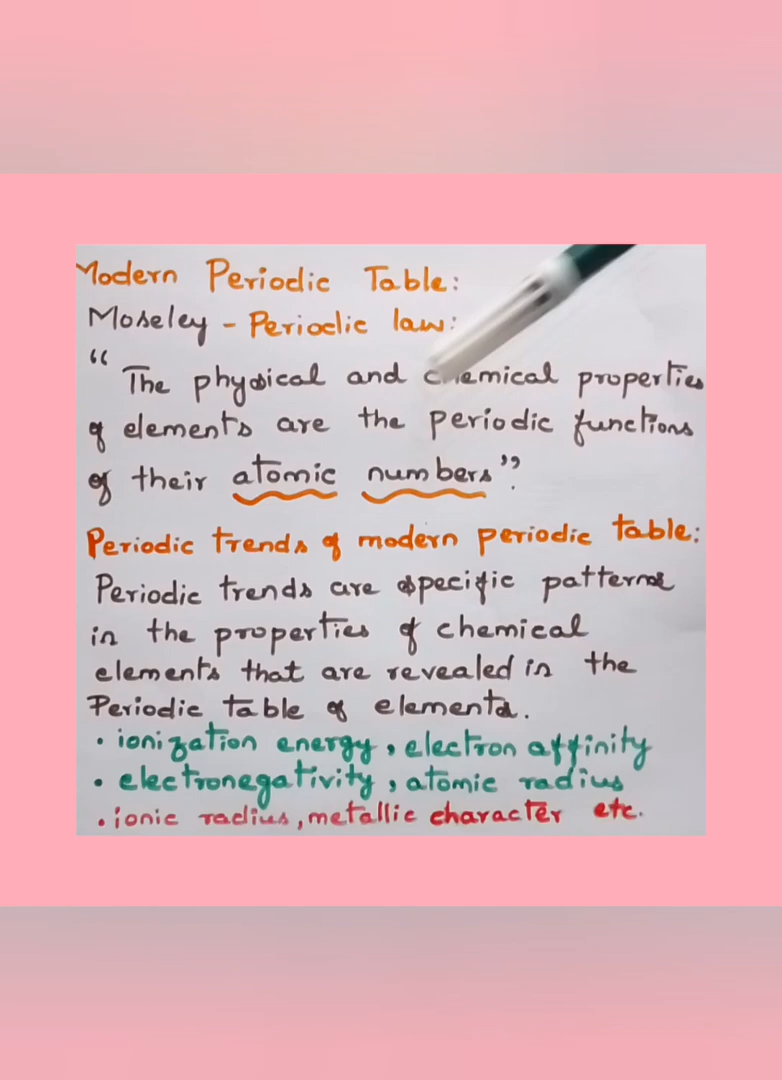 Modern Periodic Table:
Moseley - Periodic law:
"The physical and chemical properties
of elements are the periodic functions
of their atomic numbers".
Periodic trends of modern periodic table:
Periodic trends are specific patterns
in the properties of chemical
elements that are revealed in the
Periodic table of elements.
• ionization energy, electron affinity
• electronegativity, atomic radius
• ionic radius, metallic character etc.